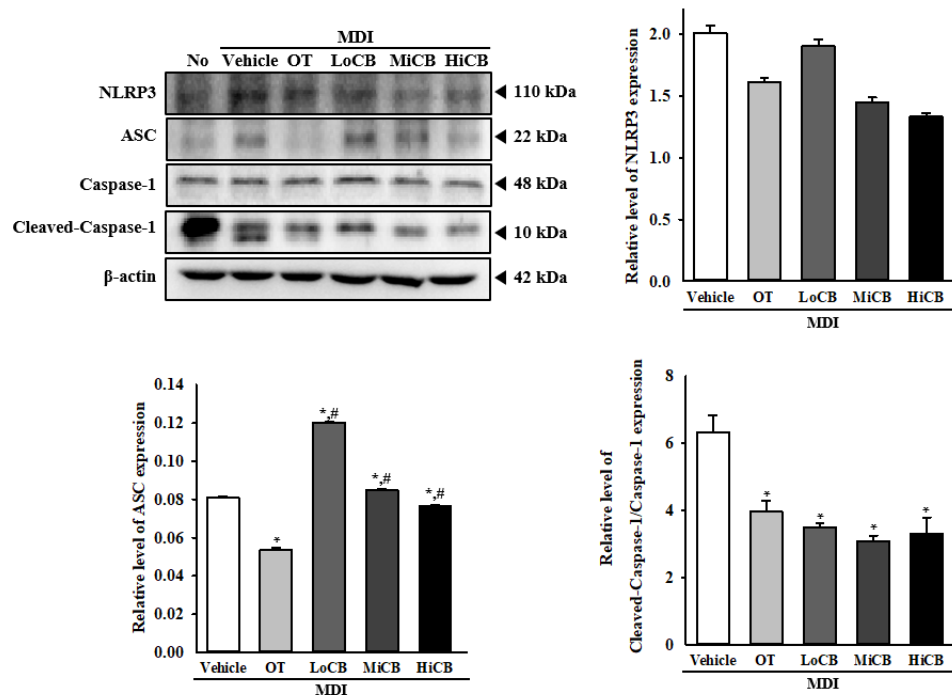 MDI
No Vehicle OT LoCB MiCB HiCB
NLRP3 ◄ 110 kDa
ASC ◄ 22 kDa
Caspase-1 ◄ 48 kDa
Cleaved-Caspase-1 ◄ 10 kDa
β-actin ◄ 42 kDa
Relative level of NLRP3 expression
2.0
1.5
1.0
0.5
0.0
Vehicle OT LoCB MiCB HiCB
MDI
Relative level of ASC expression
0.14
0.12
0.10
0.08
0.06
0.04
0.02
0.00
*
*,#
*,#
*,#
Vehicle OT LoCB MiCB HiCB
MDI
Relative level of
Cleaved-Caspase-1/Caspase-1 expression
8
6
4
2
0
*
*
*
*
Vehicle OT LoCB MiCB HiCB
MDI